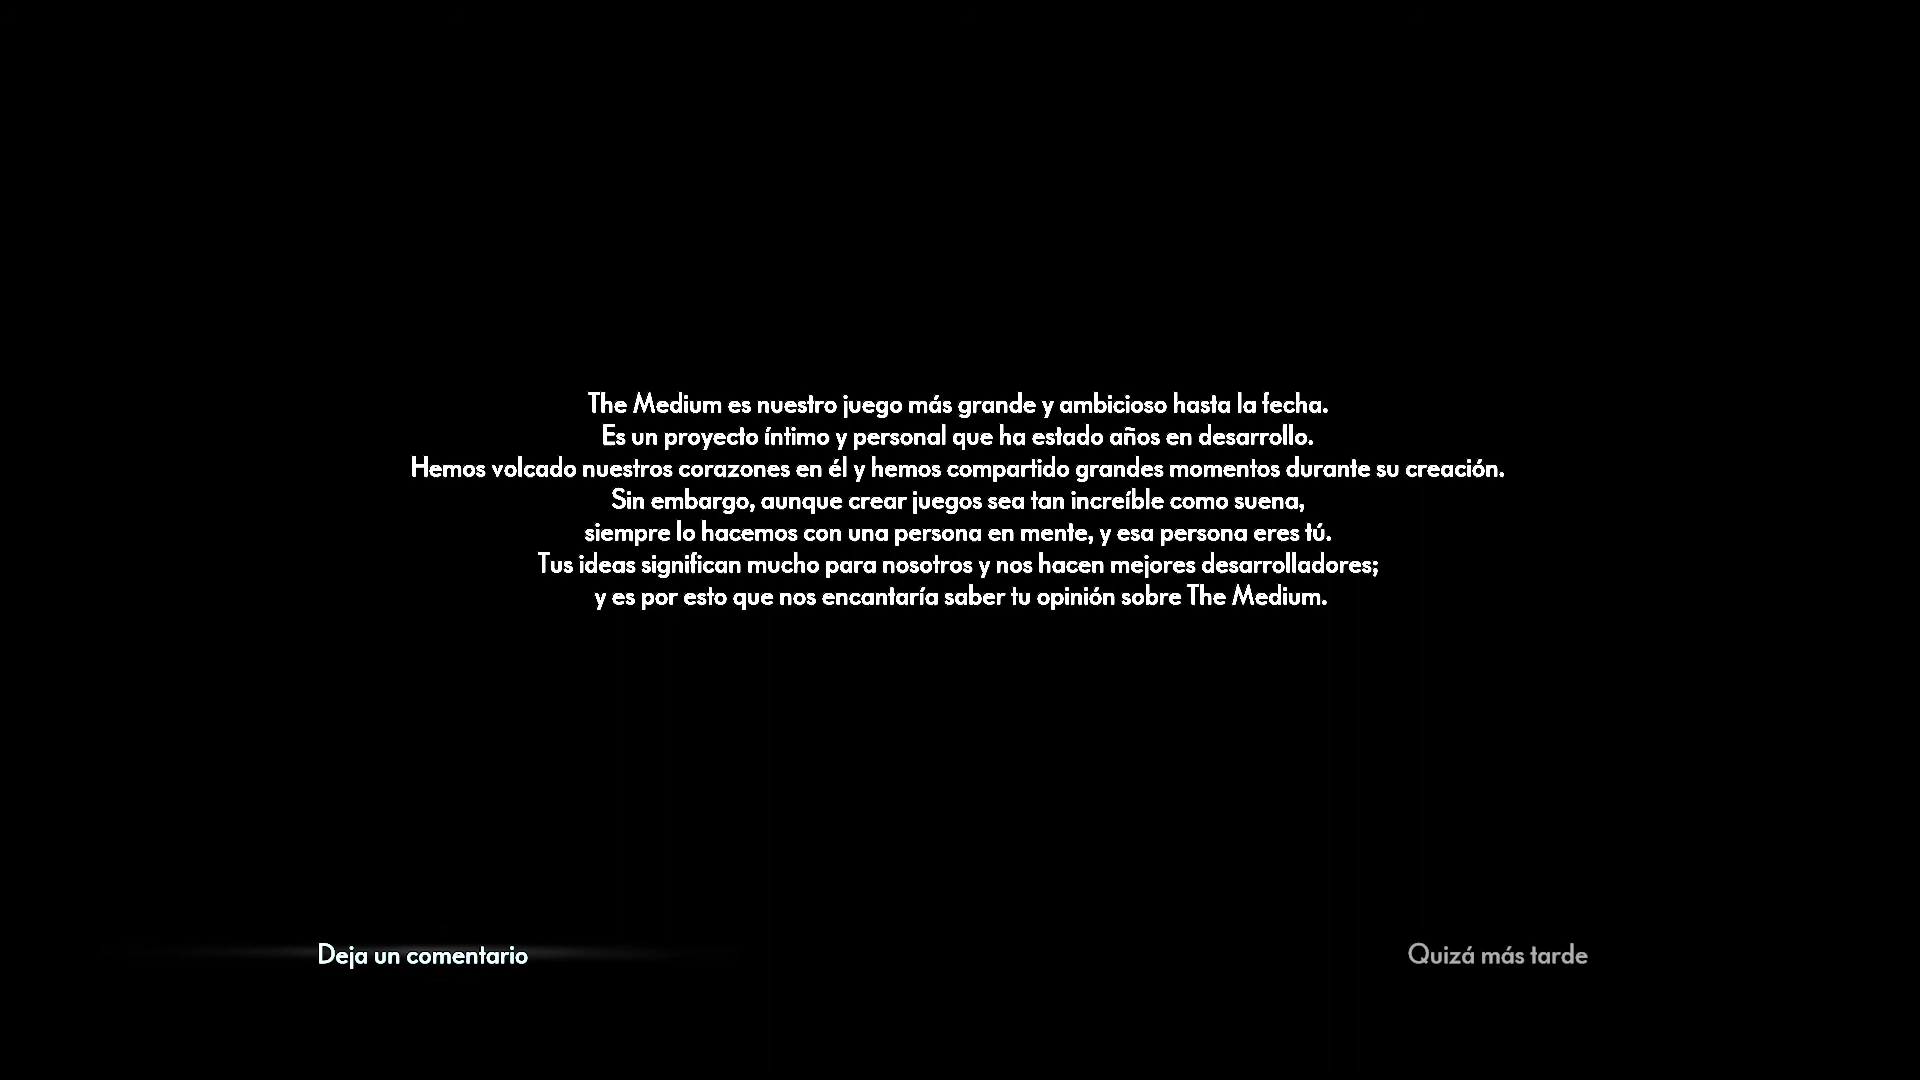 The Medium es nuestro juego más grande y ambicioso hasta la fecha.
Es un proyecto íntimo y personal que ha estado años en desarrollo.
Hemos volcado nuestros corazones en él y hemos compartido grandes momentos durante su creación.
Sin embargo, aunque crear juegos sea tan increíble como suena,
siempre lo hacemos con una persona en mente, y esa persona eres tú.
Tus ideas significan mucho para nosotros y nos hacen mejores desarrolladores;
y es por esto que nos encantaría saber tu opinión sobre The Medium.
Deja un comentario
Quizá más tarde